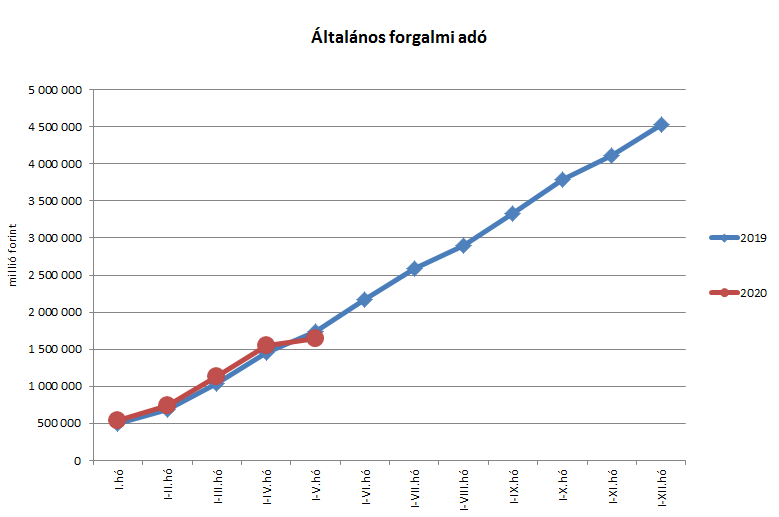 Általános forgalmi adó
5 000 000
4 500 000
4 000 000
3 500 000
3 000 000
2 500 000
2 000 000
1 500 000
1 000 000
500 000
0
millió forint
I.hó
I-II.hó
I-III.hó
I-IV.hó
I-V.hó
I-VI.hó
I-VII.hó
I-VIII.hó
I-IX.hó
I-X.hó
I-XI.hó
I-XII.hó
2019
2020